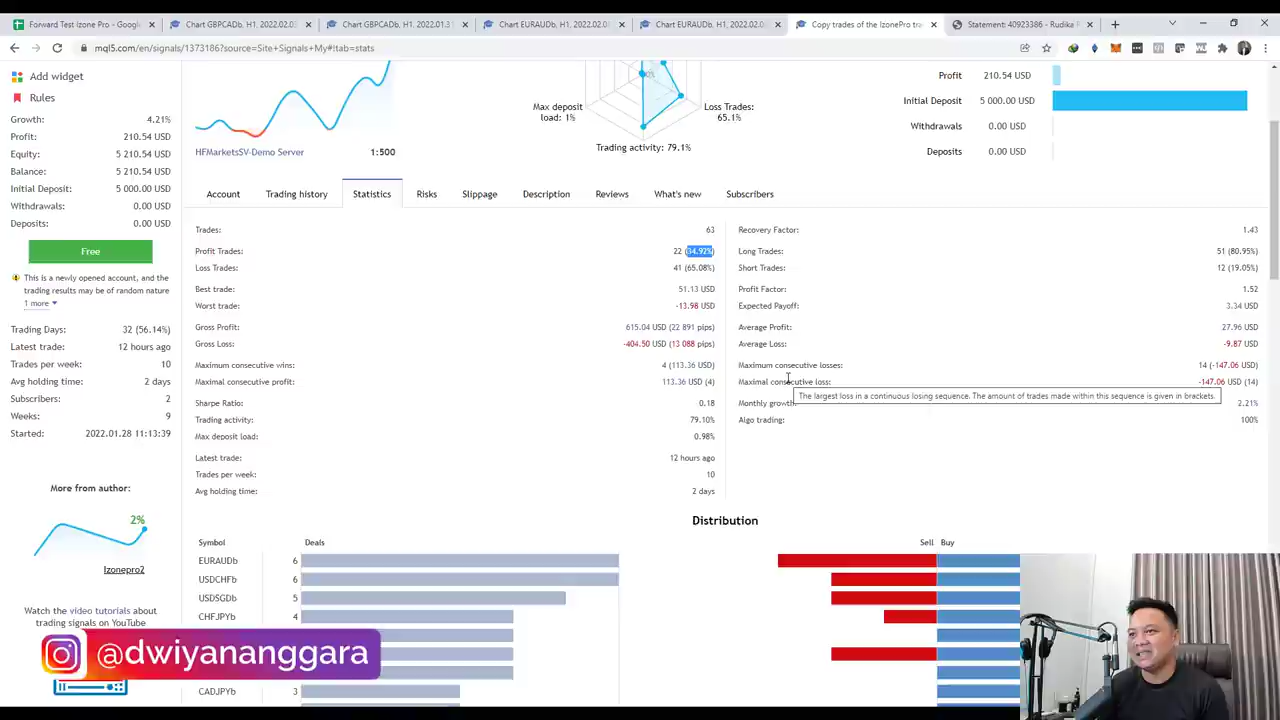 Forward Test Izone Pro - Google
Chart GBPCADb, H1, 2022.02.03
Chart GBPCADb, H1, 2022.01.31
Chart EURAUDb, H1, 2022.02.01
Chart EURAUDb, H1, 2022.02.0
Copy trades of the IzonePro tra
Statement: 40923386 - Rudika P
mql5.com/en/signals/1373186?source=Site+Signals+My#!tab=stats
Add widget
Rules
Growth: 4.21%
Profit: 210.54 USD
Equity: 5 210.54 USD
Balance: 5 210.54 USD
Initial Deposit: 5 000.00 USD
Withdrawals: 0.00 USD
Deposits: 0.00 USD
Free
This is a newly opened account, and the
trading results may be of random nature
1 more
Trading Days: 32 (56.14%)
Latest trade: 12 hours ago
Trades per week: 10
Avg holding time: 2 days
Subscribers: 2
Weeks: 9
Started: 2022.01.28 11:13:39
More from author:
2%
Izonepro2
Watch the video tutorials about
trading signals on YouTube
@dwiyananggara
HFMarketsSV-Demo Server 1:500
Max deposit
load: 1%
Loss Trades:
65.1%
Trading activity: 79.1%
Profit 210.54 USD
Initial Deposit 5 000.00 USD
Withdrawals 0.00 USD
Deposits 0.00 USD
Account Trading history Statistics Risks Slippage Description Reviews What's new Subscribers
Trades: 63
Profit Trades: 22 (34.92%)
Loss Trades: 41 (65.08%)
Best trade: 51.13 USD
Worst trade: -13.98 USD
Gross Profit: 615.04 USD (22 891 pips)
Gross Loss: -404.50 USD (13 088 pips)
Maximum consecutive wins: 4 (113.36 USD)
Maximal consecutive profit: 113.36 USD (4)
Sharpe Ratio: 0.18
Trading activity: 79.10%
Max deposit load: 0.98%
Latest trade: 12 hours ago
Trades per week: 10
Avg holding time: 2 days
Recovery Factor: 1.43
Long Trades: 51 (80.95%)
Short Trades: 12 (19.05%)
Profit Factor: 1.52
Expected Payoff: 3.34 USD
Average Profit: 27.96 USD
Average Loss: -9.87 USD
Maximum consecutive losses: 14 (-147.06 USD)
Maximal consecutive loss: -147.06 USD (14)
The largest loss in a continuous losing sequence. The amount of trades made within this sequence is given in brackets.
Monthly growth: 2.21%
Algo trading: 100%
Distribution
Symbol Deals Sell Buy
EURAUDb 6
USDCHFb 6
USDSGDb 5
CHFJPYb 4
CADJPYb 3